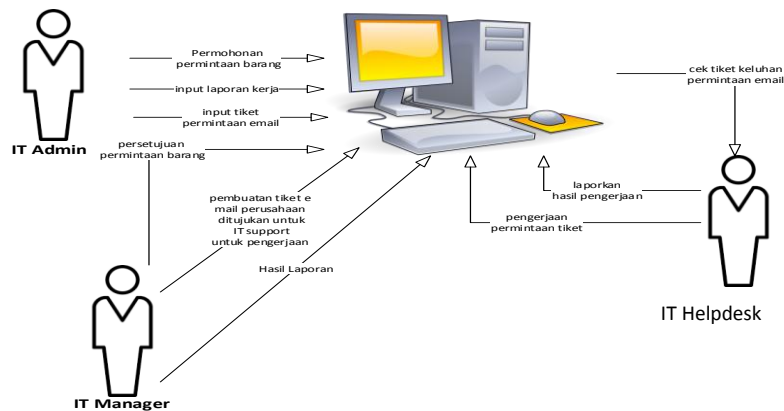 Permohonan
permintaan barang
input laporan kerja
input tiket
permintaan email
IT Admin
persetujuan
permintaan barang
cek tiket keluhan
permintaan email
pembuatan tiket e
mail perusahaan
ditujukan untuk
IT support
untuk pengerjaan
laporkan
hasil pengerjaan
pengerjaan
permintaan tiket
Hasil Laporan
IT Helpdesk
IT Manager